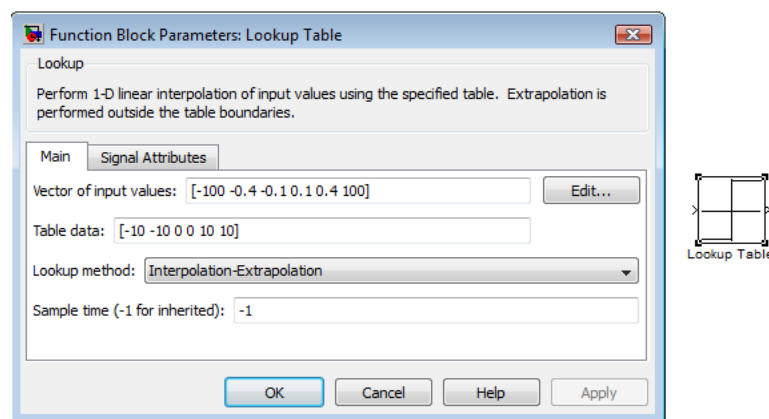 Function Block Parameters: Lookup Table
Lookup
Perform 1-D linear interpolation of input values using the specified table. Extrapolation is
performed outside the table boundaries.
Main Signal Attributes
Vector of input values: [-100 -0.4 -0.1 0.1 0.4 100] Edit...
Table data: [-10 -10 0 0 10 10]
Lookup Table
Lookup method: Interpolation-Extrapolation
Sample time (-1 for inherited): -1
OK Cancel Help Apply